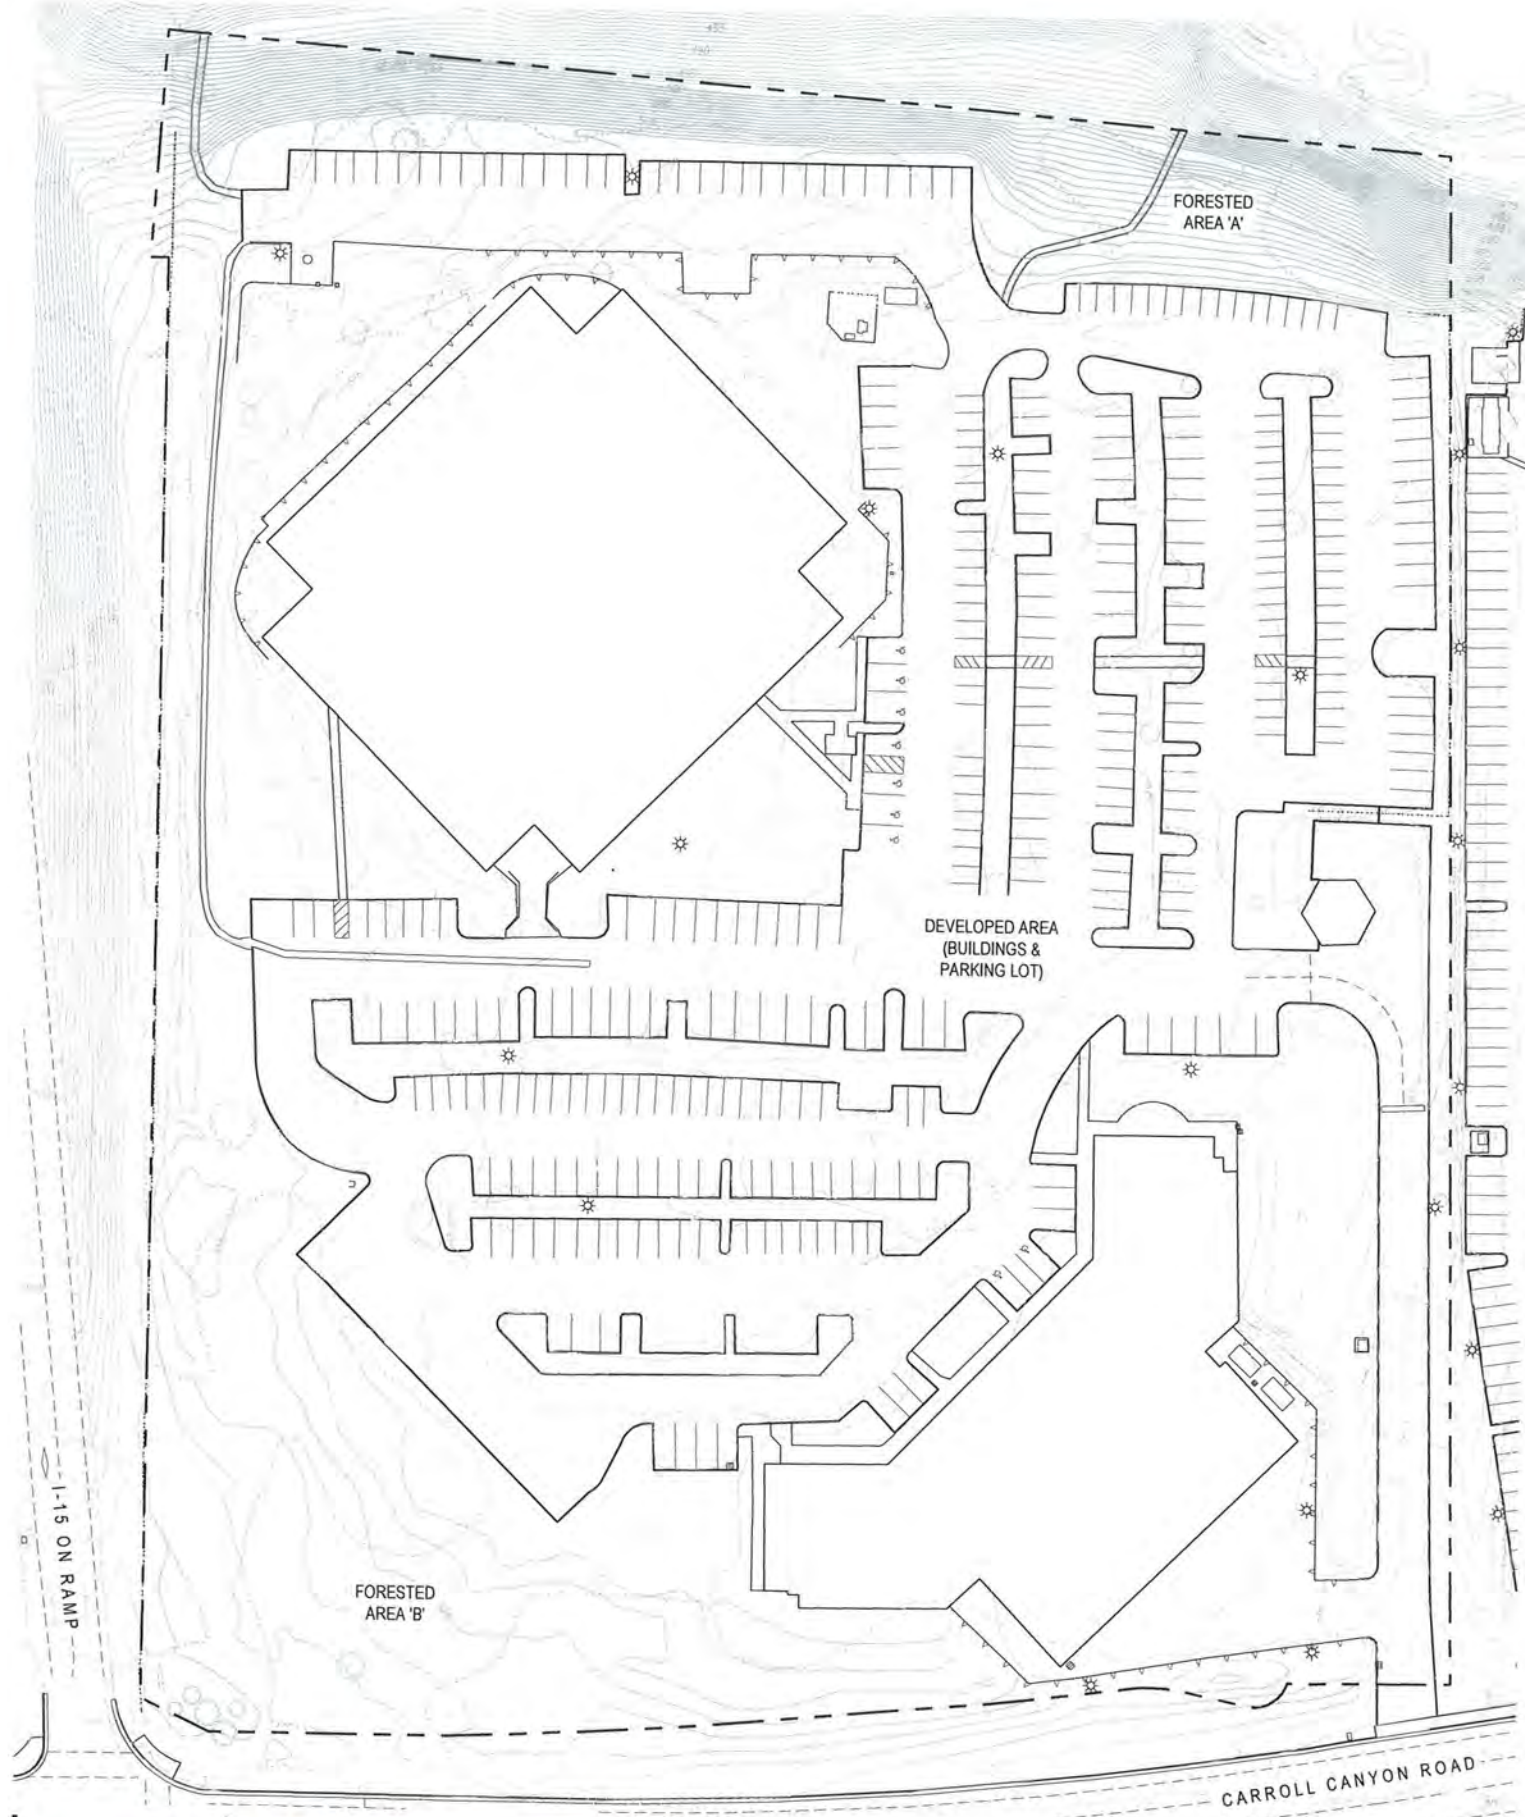 FORESTED
AREA 'A'
DEVELOPED AREA
(BUILDINGS &
PARKING LOT)
I-15 ON RAMP
FORESTED
AREA 'B'
CARROLL CANYON ROAD